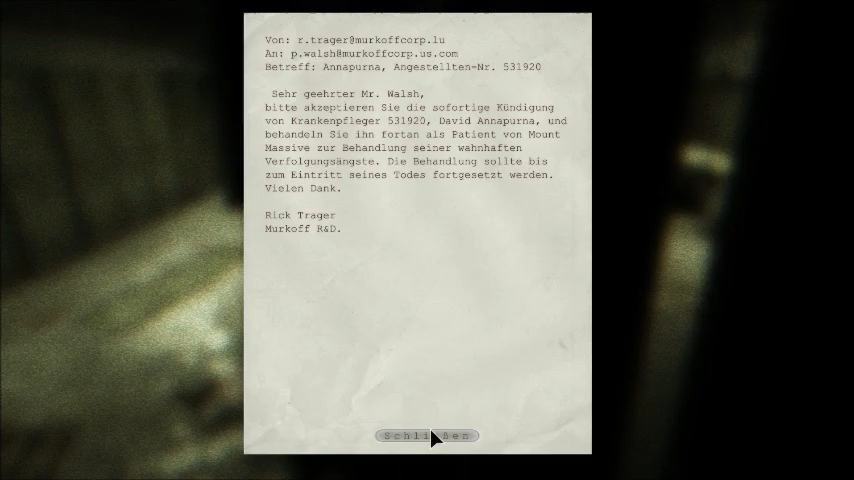 Von: r.trager@murkoffcorp.lu
An: p.walsh@murkoffcorp.us.com
Betreff: Annapurna, Angestellten-Nr. 531920
Sehr geehrter Mr. Walsh,
bitte akzeptieren Sie die sofortige Kündigung
von Krankenpfleger 531920, David Annapurna, und
behandeln Sie ihn fortan als Patient von Mount
Massive zur Behandlung seiner wahnhaften
Verfolgungsängste. Die Behandlung sollte bis
zum Eintritt seines Todes fortgesetzt werden.
Vielen Dank.
Rick Trager
Murkoff R&D.
Schließen